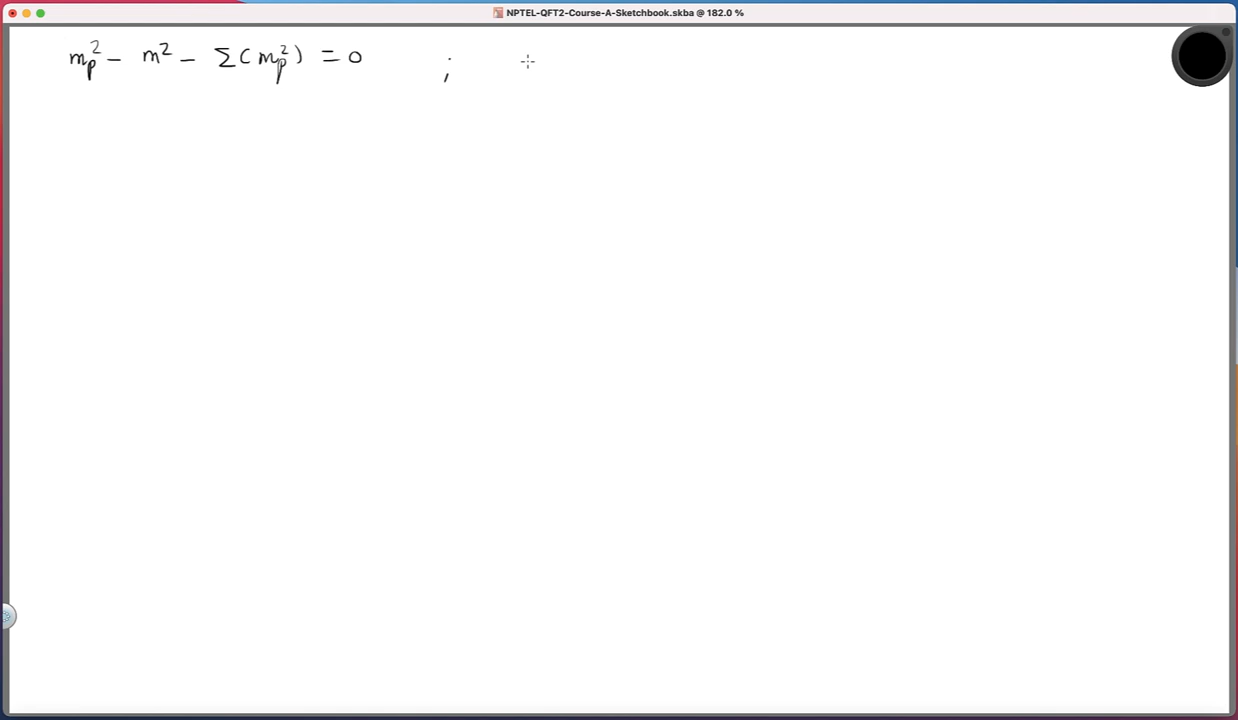 NPTEL-QFT2-Course-A-Sketchbook.skba @ 182.0 %
m_p^2 - m^2 - Σ(m_p^2) = 0 ;